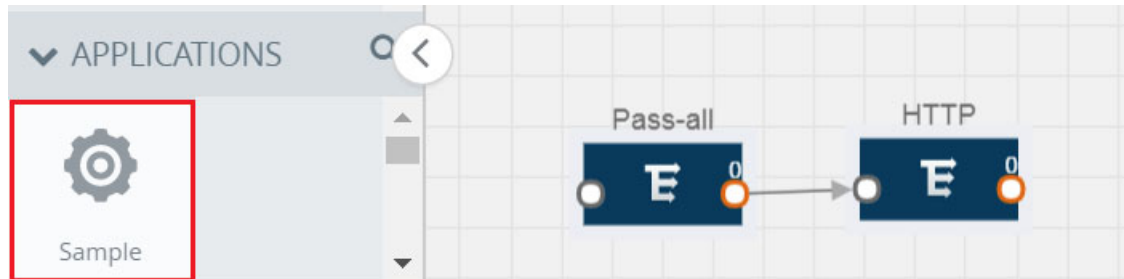 APPLICATIONS
Sample
Pass-all
0
HTTP
0